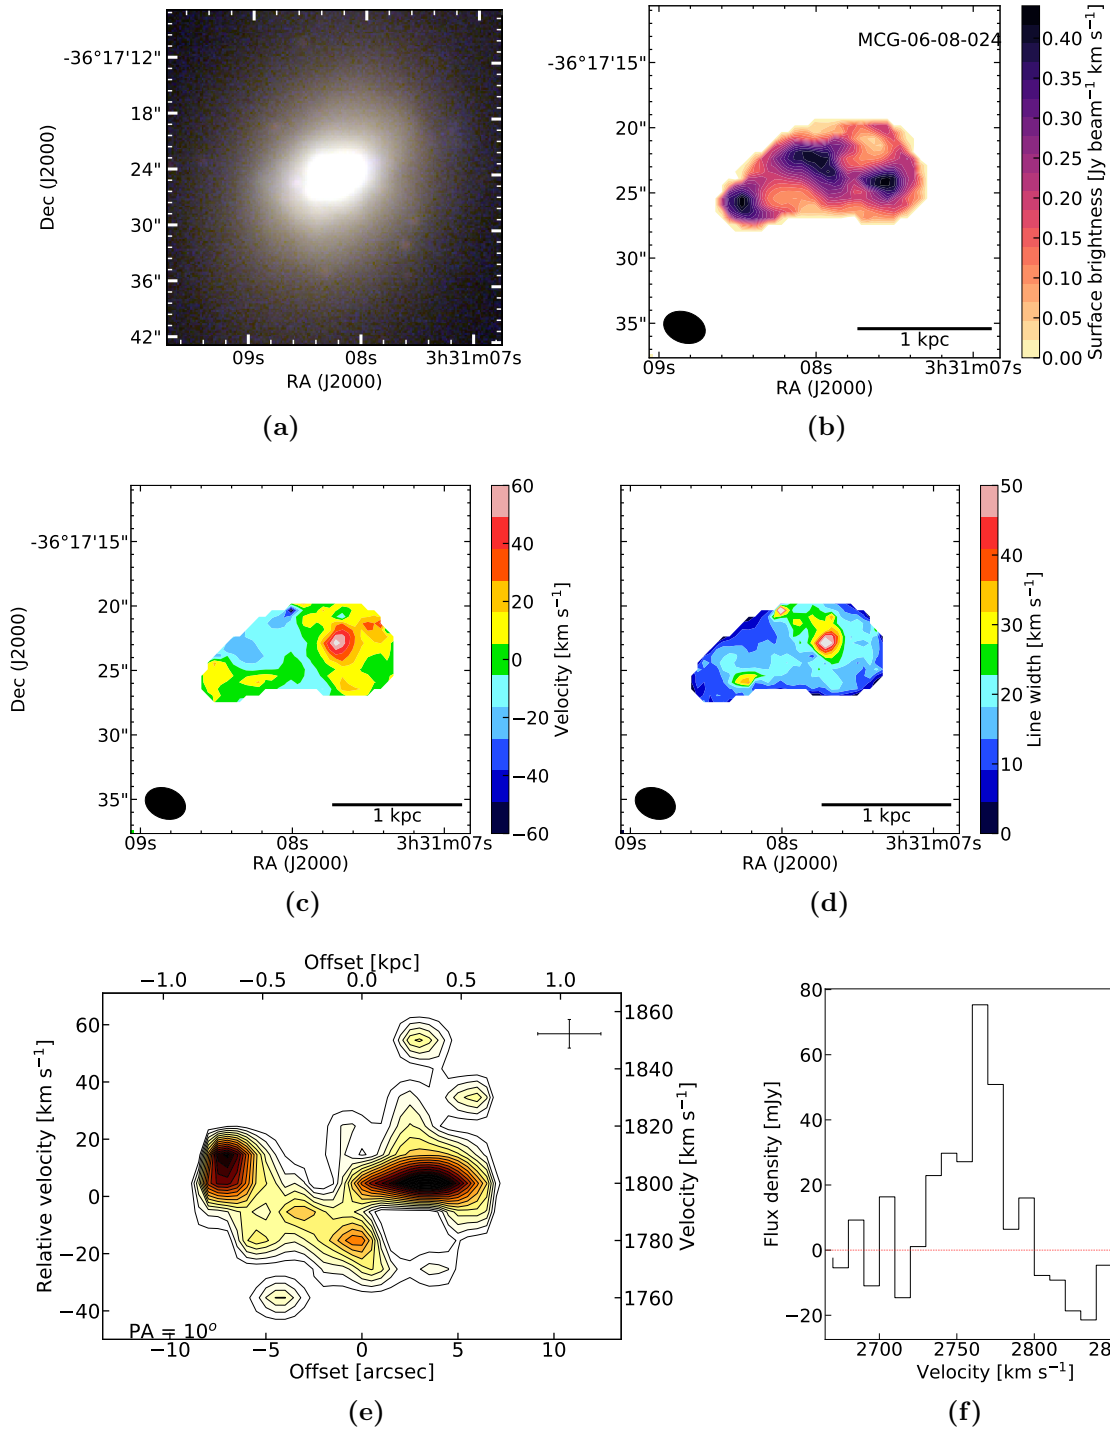 -36°17'12"
18"
24"
30"
36"
42"
Dec (J2000)
09s 08s 3h31m07s
RA (J2000)
(a)
MCG-06-08-024
-36°17'15"
20"
25"
30"
35"
1 kpc
09s 08s 3h31m07s
RA (J2000)
0.40
0.35
0.30
0.25
0.20
0.15
0.10
0.05
0.00
Surface brightness [Jy beam⁻¹ km s⁻¹]
(b)
-36°17'15"
20"
25"
30"
35"
Dec (J2000)
1 kpc
09s 08s 3h31m07s
RA (J2000)
60
40
20
0
−20
−40
−60
Velocity [km s⁻¹]
(c)
1 kpc
09s 08s 3h31m07s
RA (J2000)
50
40
30
20
10
0
Line width [km s⁻¹]
(d)
Offset [kpc]
−1.0 −0.5 0.0 0.5 1.0
60
40
20
0
−20
−40
Relative velocity [km s⁻¹]
1860
1840
1820
1800
1780
1760
Velocity [km s⁻¹]
PA = 10°
−10 −5 0 5 10
Offset [arcsec]
(e)
80
60
40
20
0
−20
Flux density [mJy]
2700 2750 2800 28
Velocity [km s⁻¹]
(f)